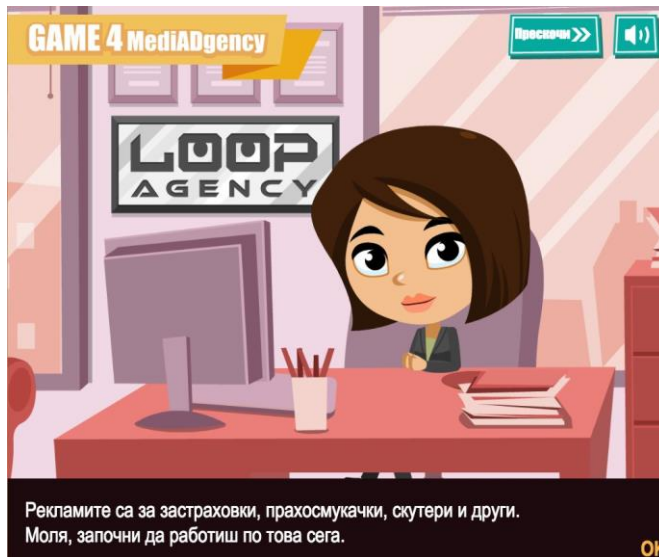 GAME 4 MediADgency
Прескочи
LOOP
AGENCY
Рекламите са за застраховки, прахосмукачки, скутери и други.
Моля, започни да работиш по това сега.
OK